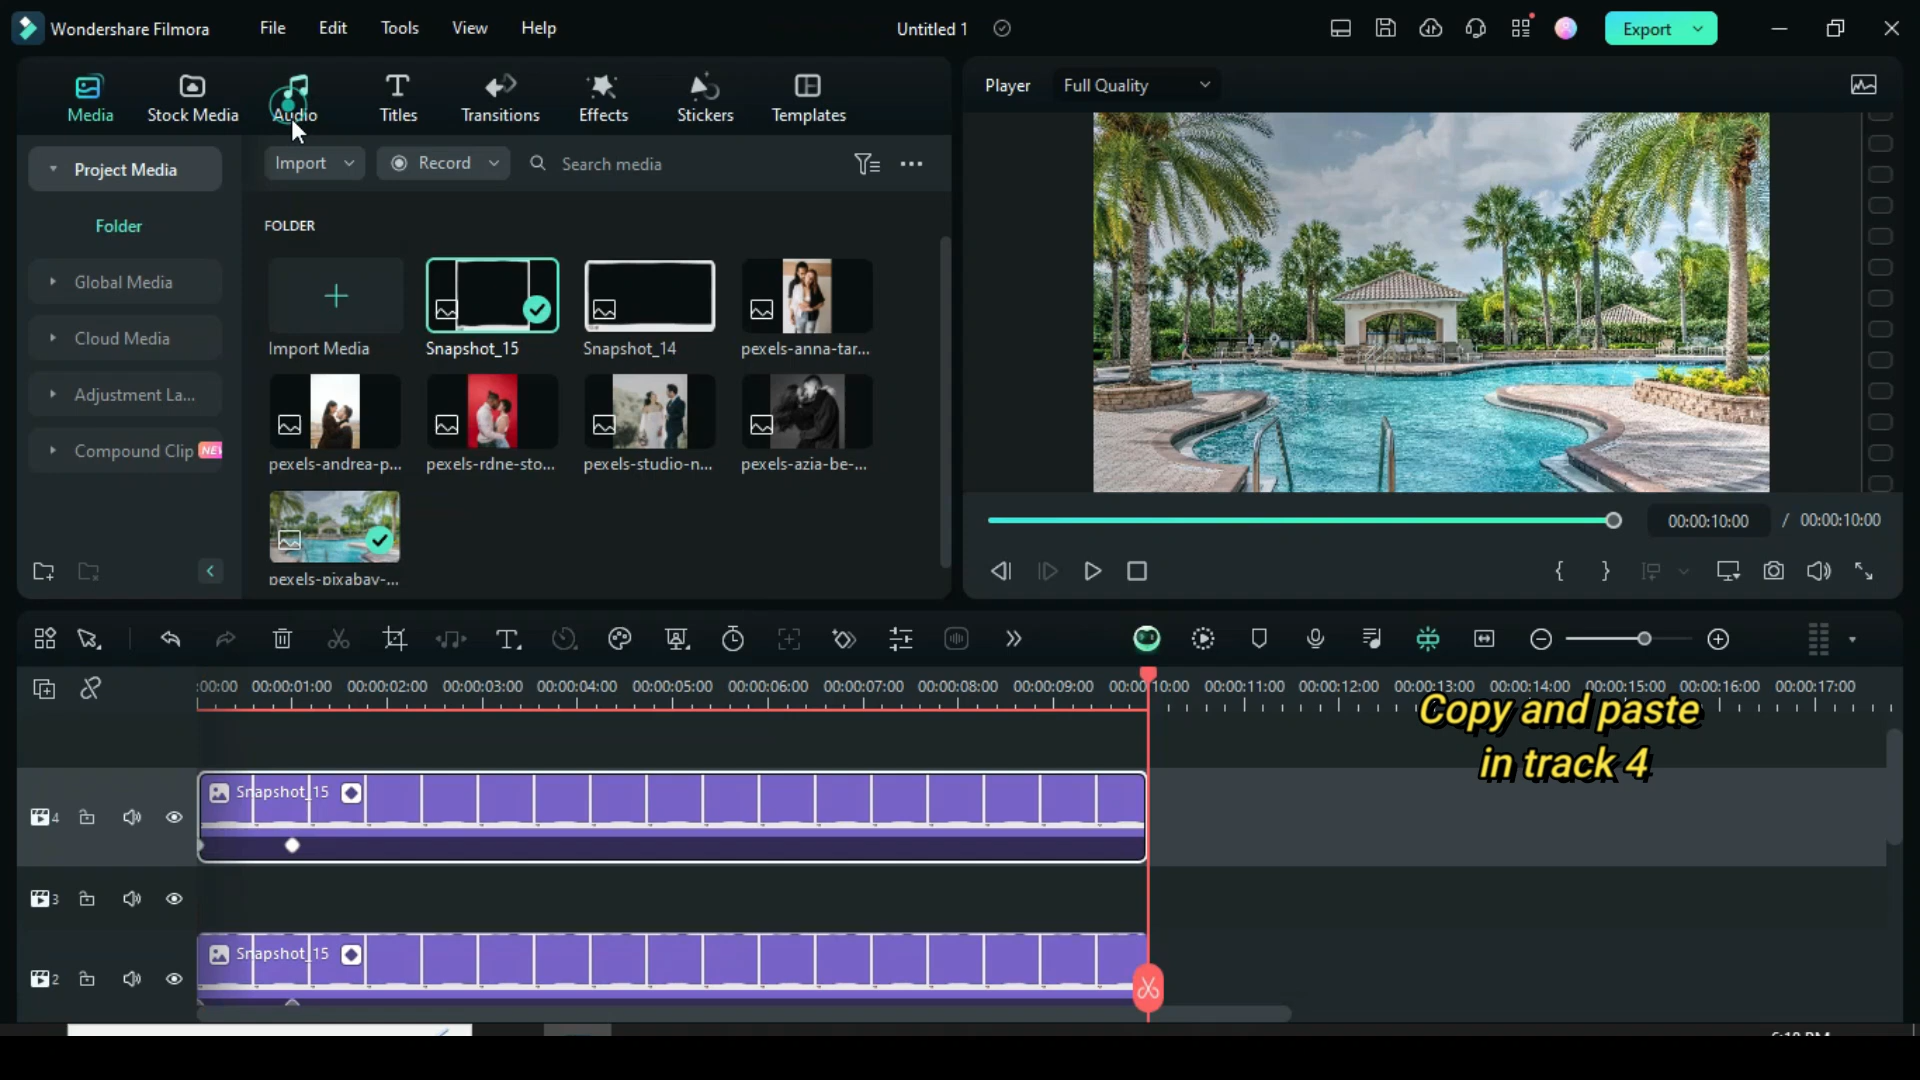 Wondershare Filmora
File
Edit
Tools
View
Help
Untitled 1
Export
Media
Stock Media
Audio
Titles
Transitions
Effects
Stickers
Templates
Player
Full Quality
Project Media
Import
Record
Search media
Folder
FOLDER
Global Media
Cloud Media
Adjustment La...
Compound Clip
Import Media
Snapshot_15
Snapshot_14
pexels-anna-tar...
pexels-andrea-p...
pexels-rdne-sto...
pexels-studio-n...
pexels-azia-be-...
pexels-pixabay-...
00:00:10:00 / 00:00:10:00
:00:00 00:00:01:00 00:00:02:00 00:00:03:00 00:00:04:00 00:00:05:00 00:00:06:00 00:00:07:00 00:00:08:00 00:00:09:00 00:00:10:00 00:00:11:00 00:00:12:00 00:00:13:00 00:00:14:00 00:00:15:00 00:00:16:00 00:00:17:00
Copy and paste
in track 4
Snapshot_15
4
3
Snapshot_15
2